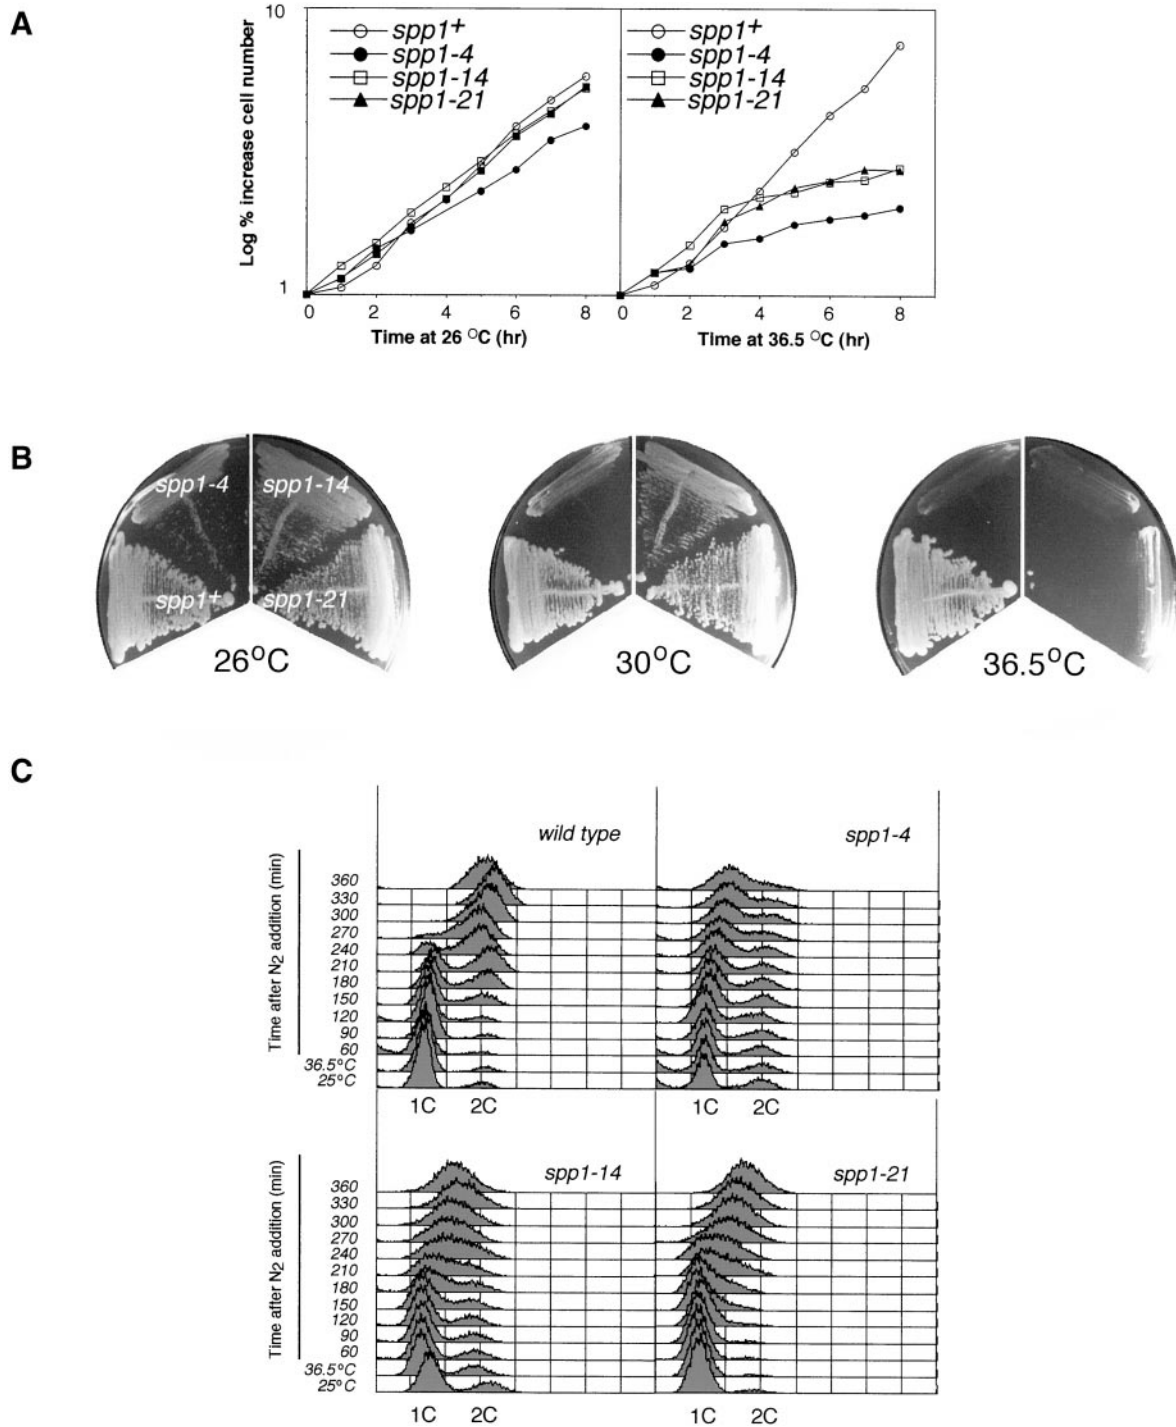 A
10
Log % increase cell number
1
spp1+
spp1-4
spp1-14
spp1-21
spp1+
spp1-4
spp1-14
spp1-21
0 2 4 6 8
0 2 4 6 8
Time at 26 °C (hr)
Time at 36.5 °C (hr)
B
spp1-4 spp1-14
spp1+ spp1-21
26°C
30°C
36.5°C
C
wild type
spp1-4
Time after N2 addition (min)
360
330
300
270
240
210
180
150
120
90
60
36.5°C
25°C
1C 2C
1C 2C
spp1-14
spp1-21
Time after N2 addition (min)
360
330
300
270
240
210
180
150
120
90
60
36.5°C
25°C
1C 2C
1C 2C